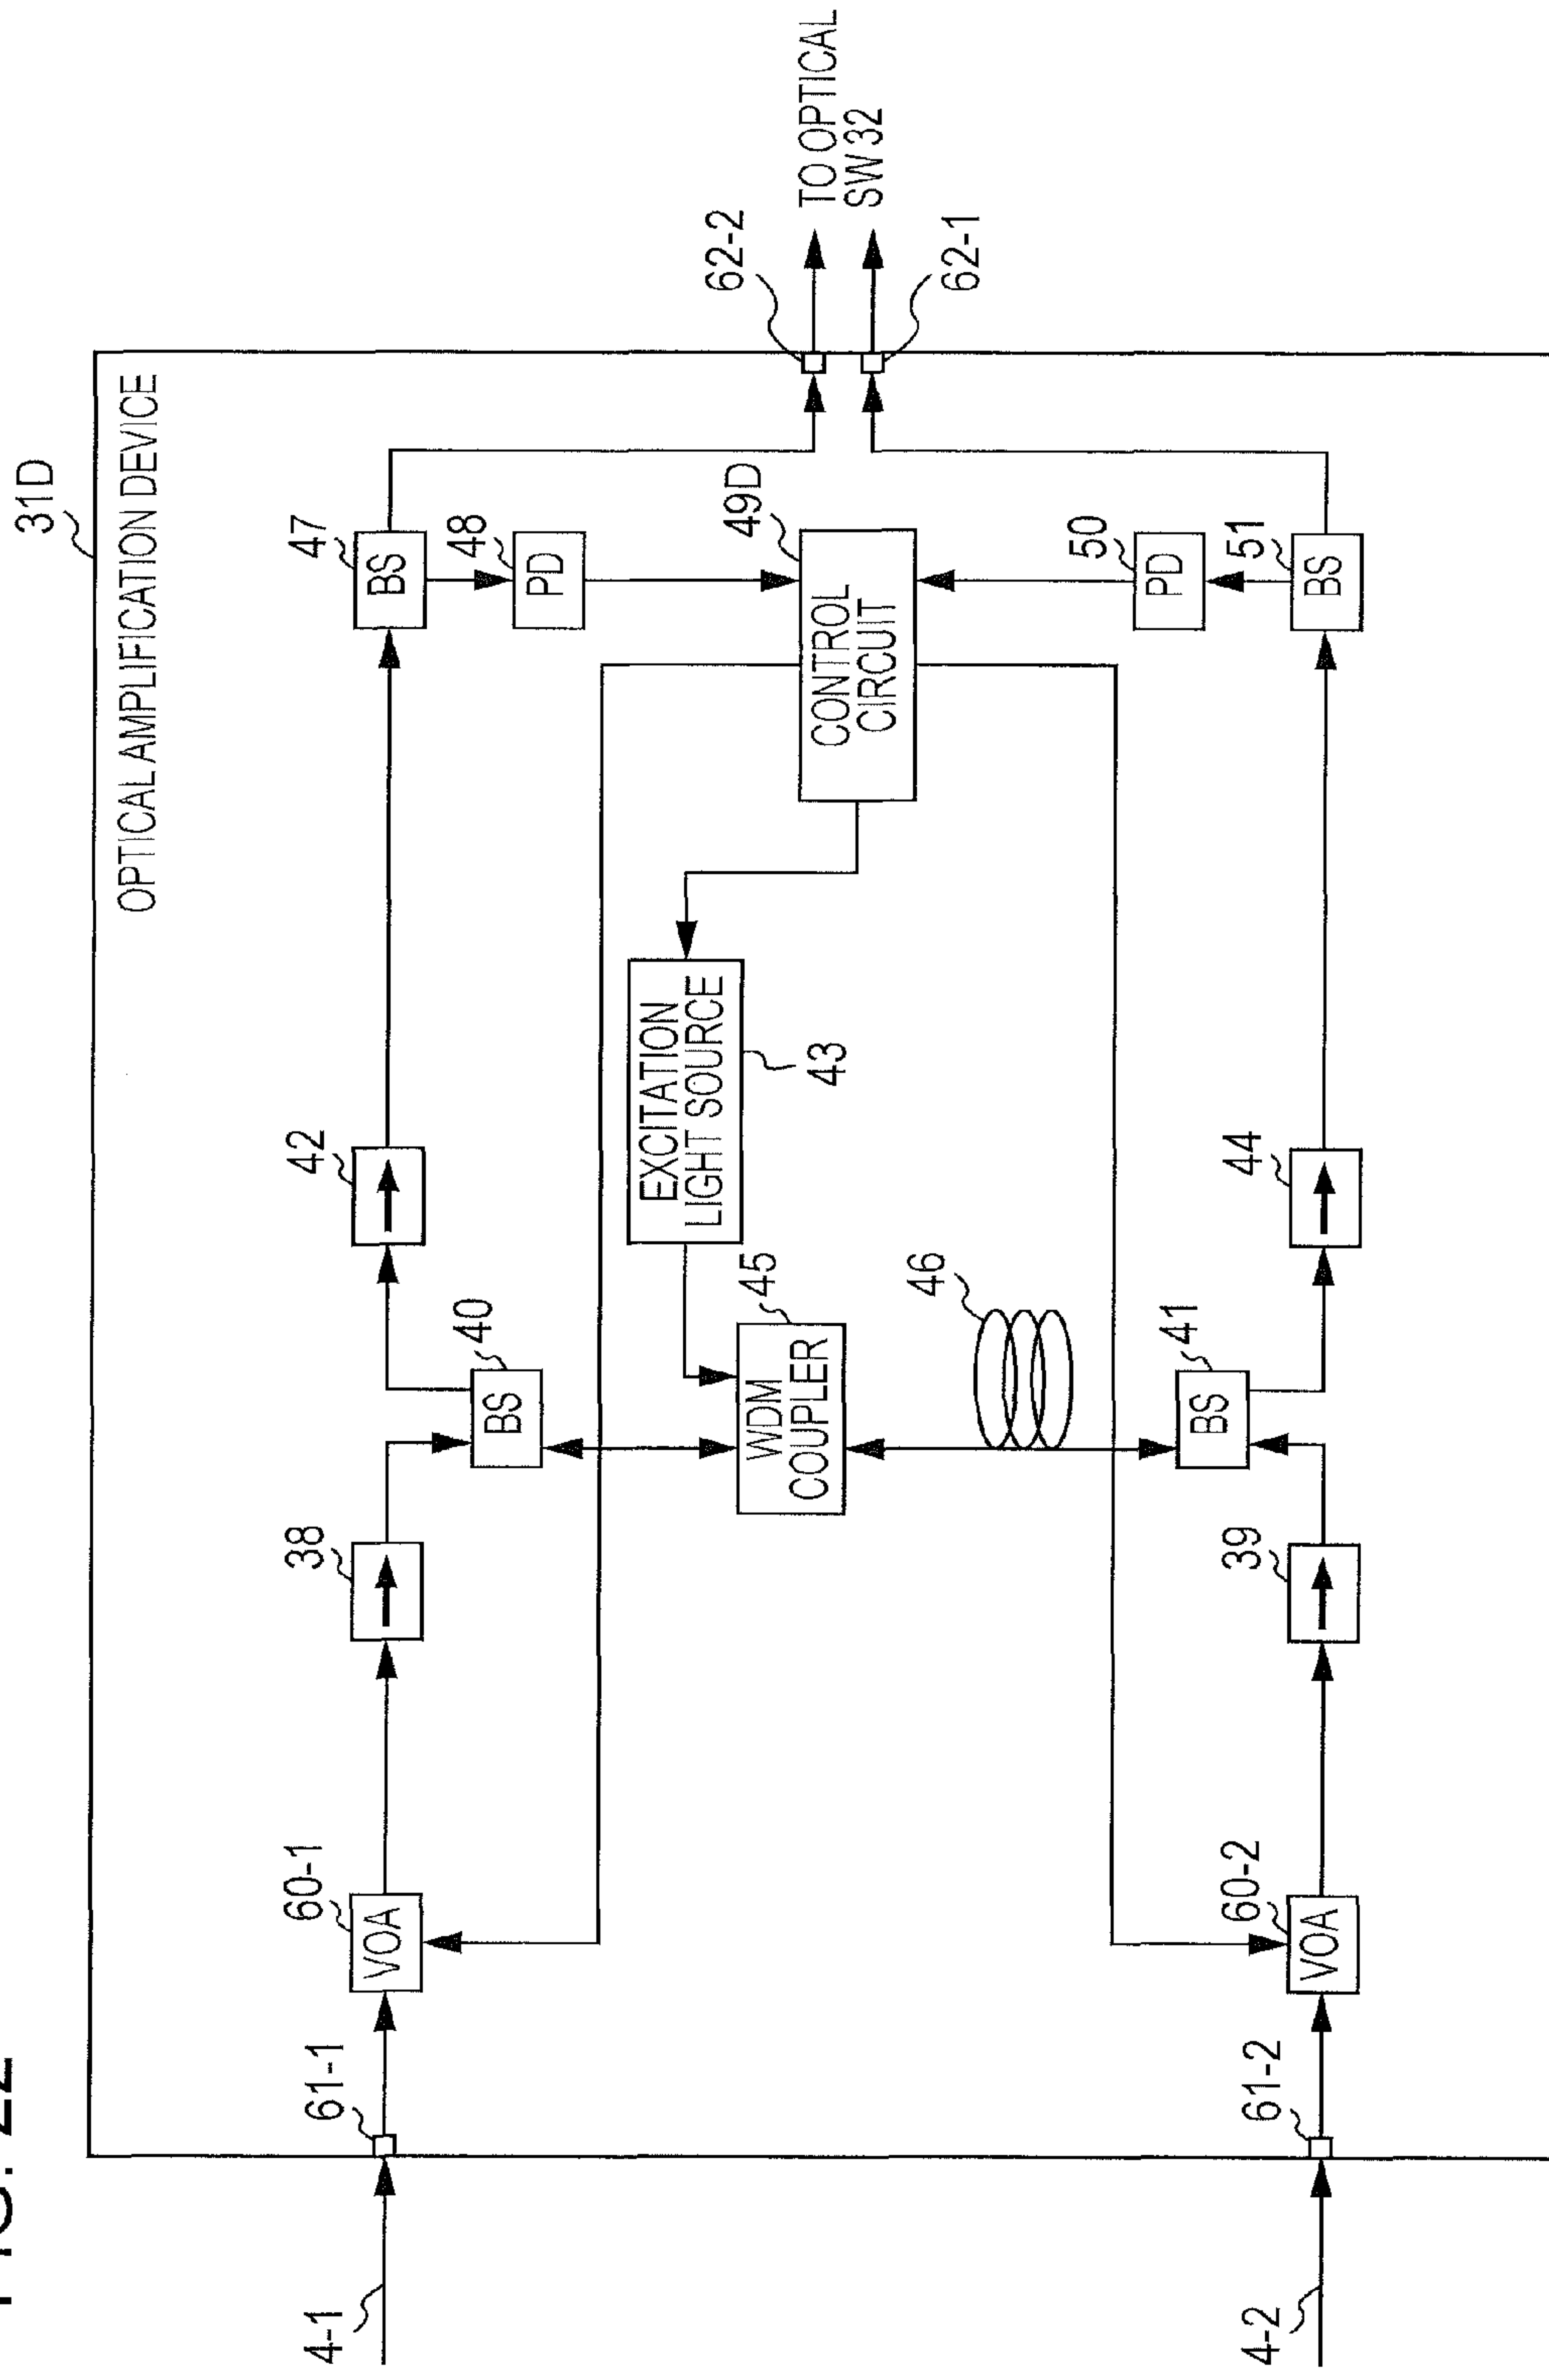 FIG. 22
31D
OPTICAL AMPLIFICATION DEVICE
4-1
61-1
60-1
VOA
38
40
BS
42
47
BS
48
PD
62-2
TO OPTICAL
SW 32
62-1
EXCITATION
LIGHT SOURCE
43
49D
CONTROL
CIRCUIT
45
WDM
COUPLER
46
50
PD
4-2
61-2
60-2
VOA
39
41
BS
44
51
BS